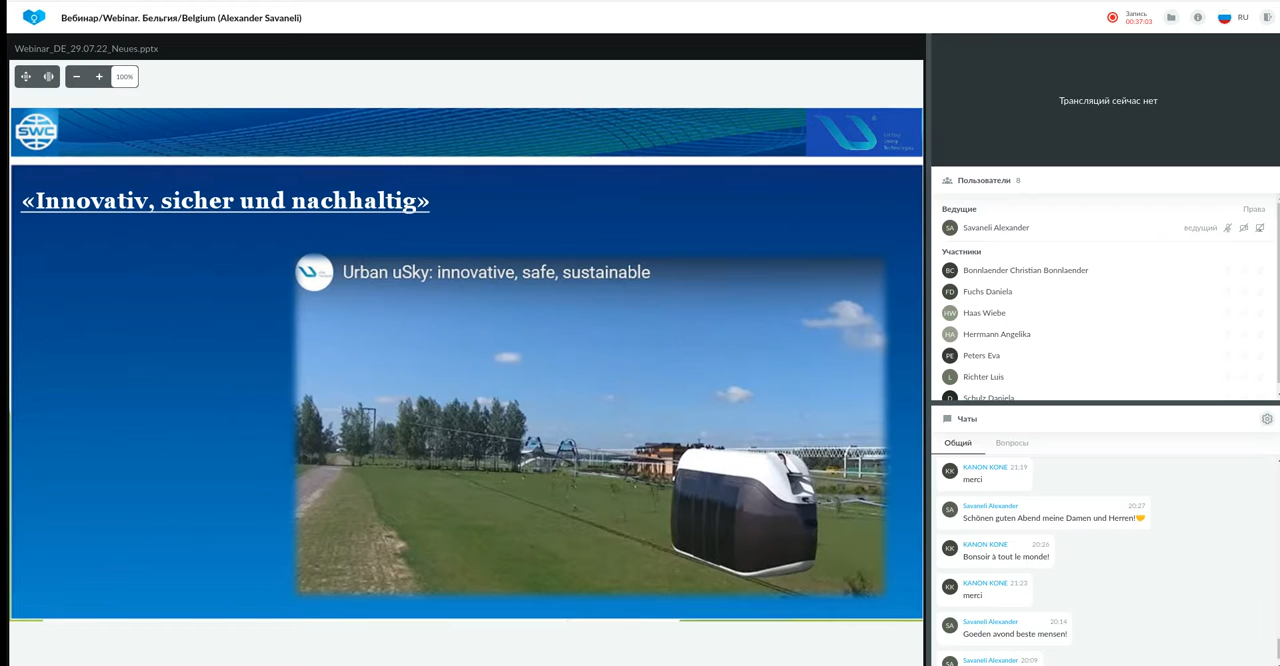 Вебинар/Webinar. Бельгия/Belgium (Alexander Savaneli)
Запись
00:37:03
RU
Webinar_DE_29.07.22_Neues.pptx
100%
SWC
«Innovativ, sicher und nachhaltig»
Urban uSky: innovative, safe, sustainable
Трансляций сейчас нет
Пользователи 8
Ведущие
Права
SA Savaneli Alexander
ведущий
Участники
BC Bonnlaender Christian Bonnlaender
FD Fuchs Daniela
HW Haas Wiebe
HA Herrmann Angelika
PE Peters Eva
L Richter Luis
D Schulz Daniela
Чаты
Общий
Вопросы
KK KANON KONE 21:19
merci
SA Savaneli Alexander 20:27
Schönen guten Abend meine Damen und Herren!
KK KANON KONE 20:26
Bonsoir à tout le monde!
KK KANON KONE 21:23
merci
SA Savaneli Alexander 20:14
Goeden avond beste mensen!
SA Savaneli Alexander 20:09